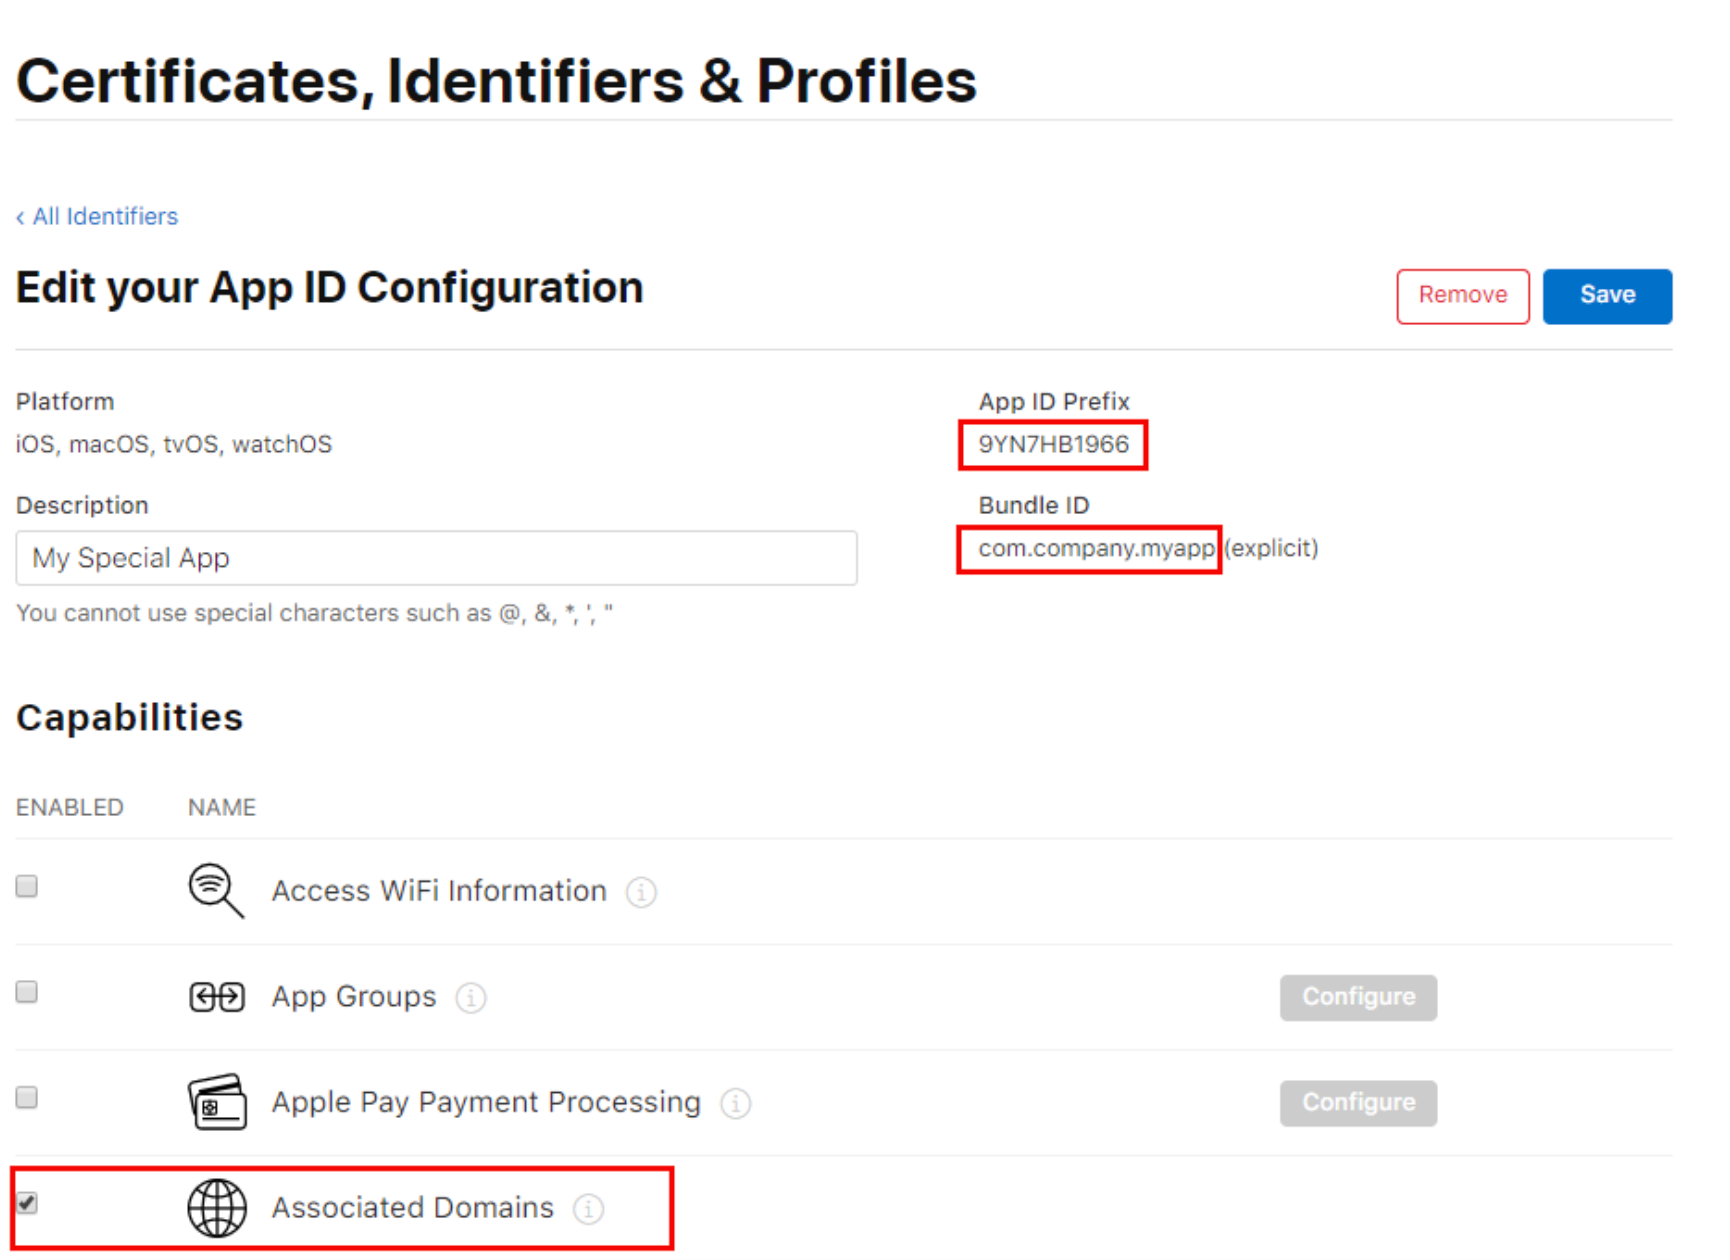 Certificates, Identifiers & Profiles
‹ All Identifiers
Edit your App ID Configuration
Remove
Save
Platform
iOS, macOS, tvOS, watchOS
App ID Prefix
9YN7HB1966
Description
My Special App
You cannot use special characters such as @, &, *, ', "
Bundle ID
com.company.myapp (explicit)
Capabilities
ENABLED NAME
Access WiFi Information
App Groups
Configure
Apple Pay Payment Processing
Configure
Associated Domains